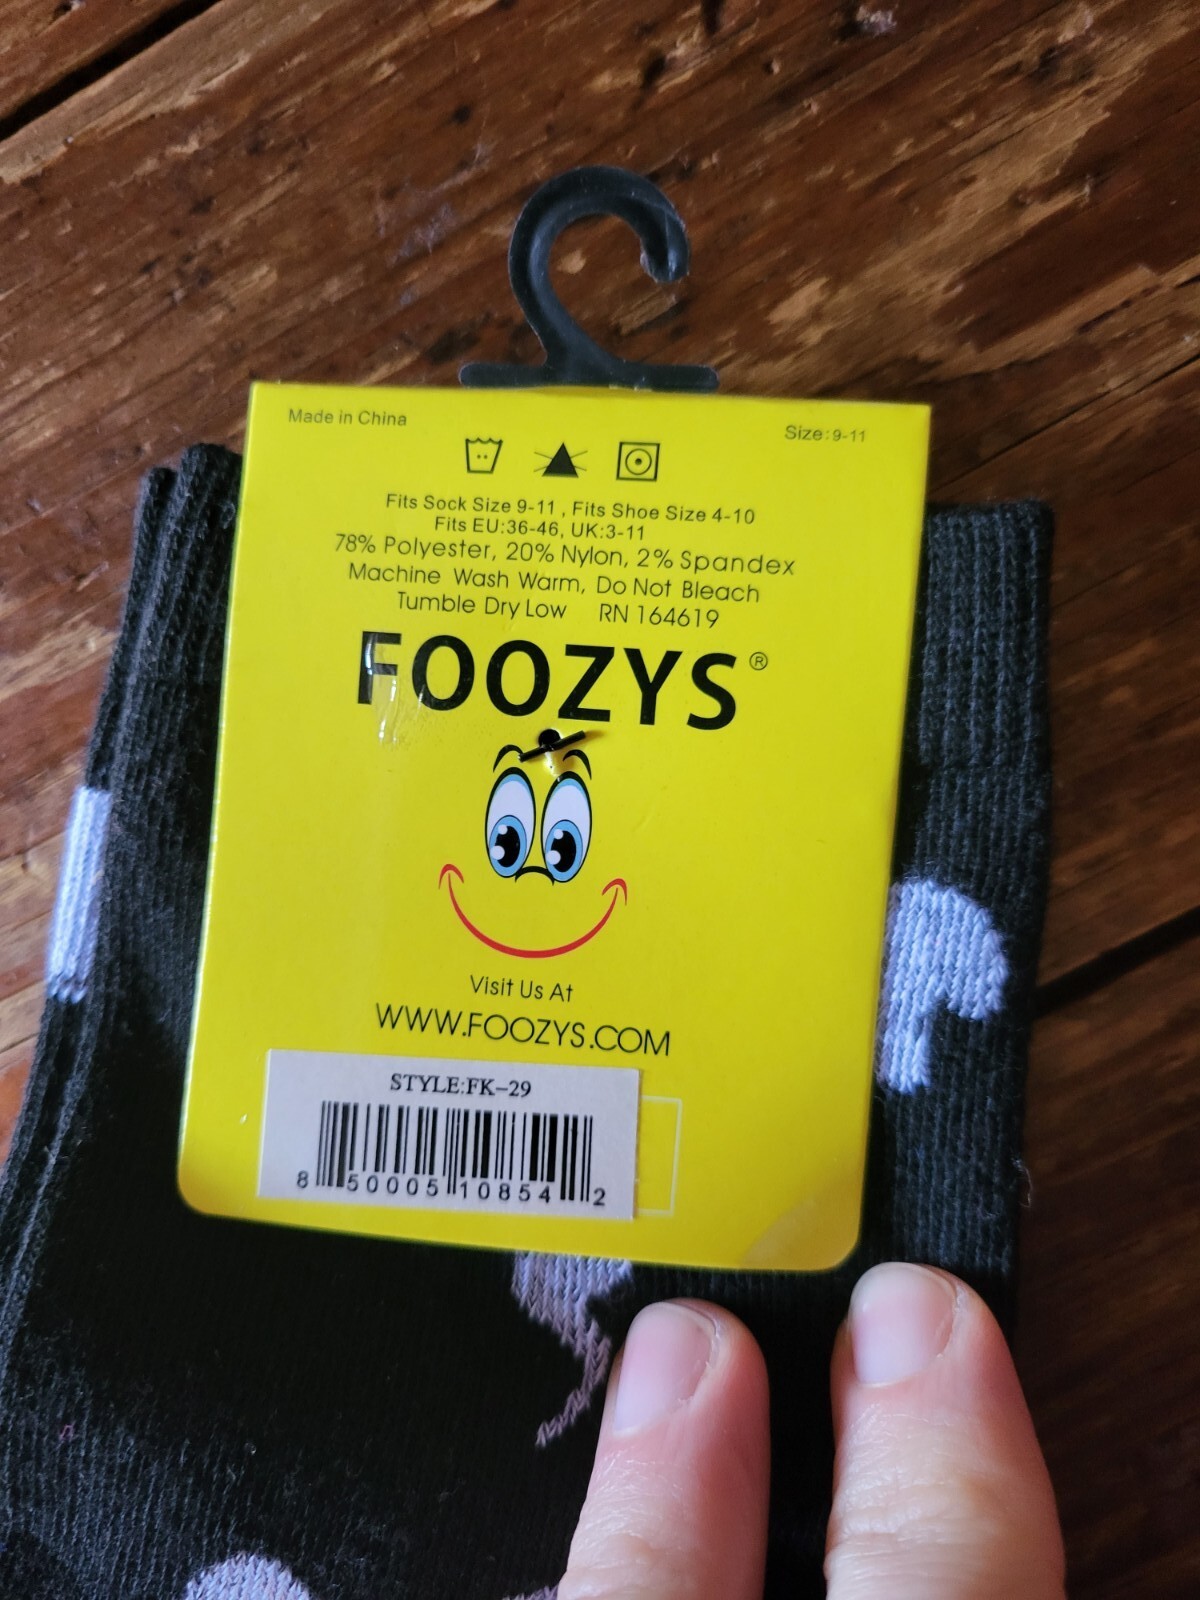 Made in China
Size:9-11
Fits Sock Size 9-11, Fits Shoe Size 4-10
Fits EU:36-46, UK:3-11
78% Polyester, 20% Nylon, 2% Spandex
Machine Wash Warm, Do Not Bleach
Tumble Dry Low RN 164619
FOOZYS®
Visit Us At
WWW.FOOZYS.COM
STYLE:FK-29
8 50005 10854 2